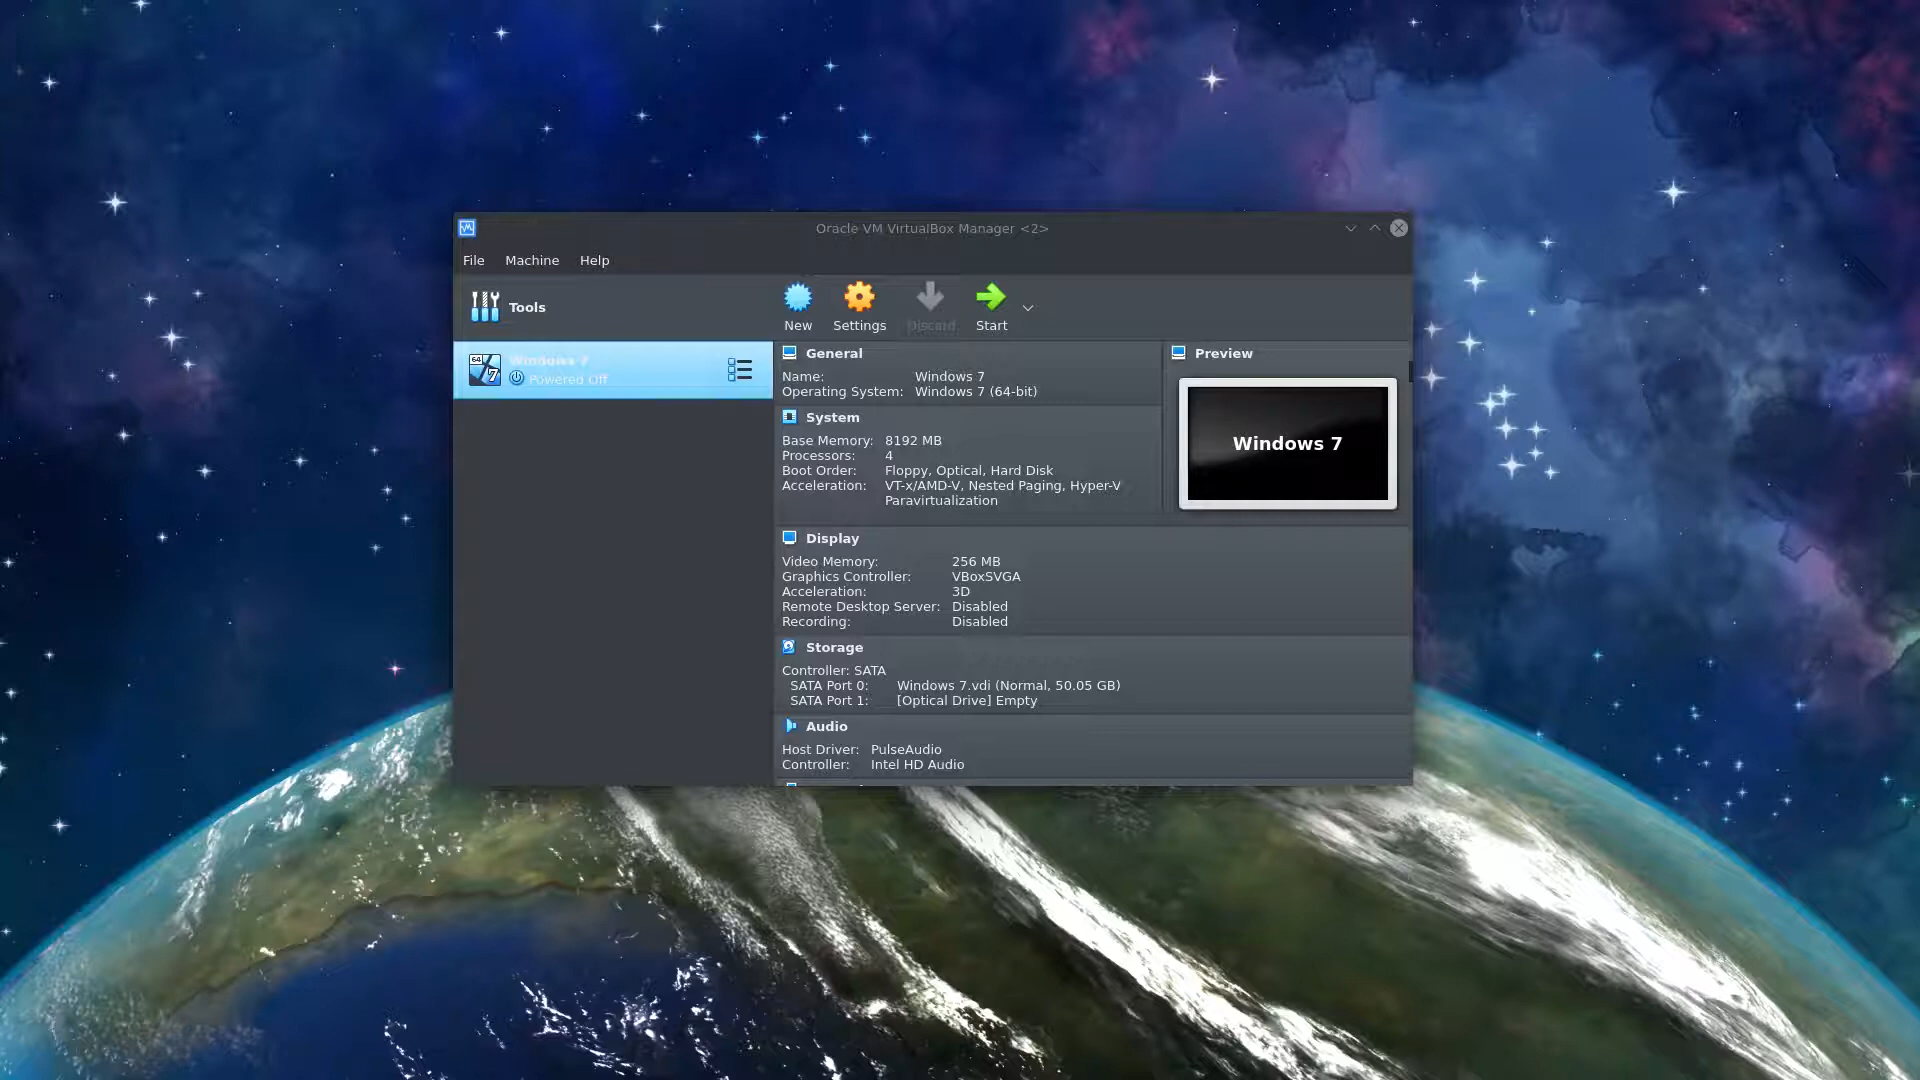 Oracle VM VirtualBox Manager <2>
File Machine Help
Tools
New Settings Discard Start
64
7
Windows 7
Powered Off
General
Name: Windows 7
Operating System: Windows 7 (64-bit)
System
Base Memory: 8192 MB
Processors: 4
Boot Order: Floppy, Optical, Hard Disk
Acceleration: VT-x/AMD-V, Nested Paging, Hyper-V
Paravirtualization
Preview
Windows 7
Display
Video Memory: 256 MB
Graphics Controller: VBoxSVGA
Acceleration: 3D
Remote Desktop Server: Disabled
Recording: Disabled
Storage
Controller: SATA
SATA Port 0: Windows 7.vdi (Normal, 50.05 GB)
SATA Port 1: [Optical Drive] Empty
Audio
Host Driver: PulseAudio
Controller: Intel HD Audio